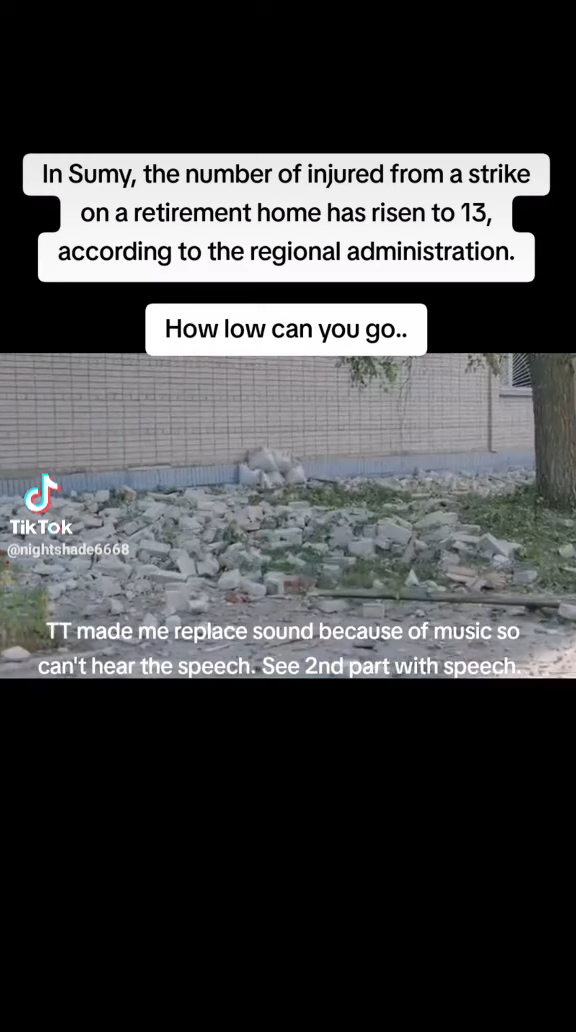 In Sumy, the number of injured from a strike
on a retirement home has risen to 13,
according to the regional administration.
How low can you go..
TikTok
@nightshade6668
TT made me replace sound because of music so
can't hear the speech. See 2nd part with speech.